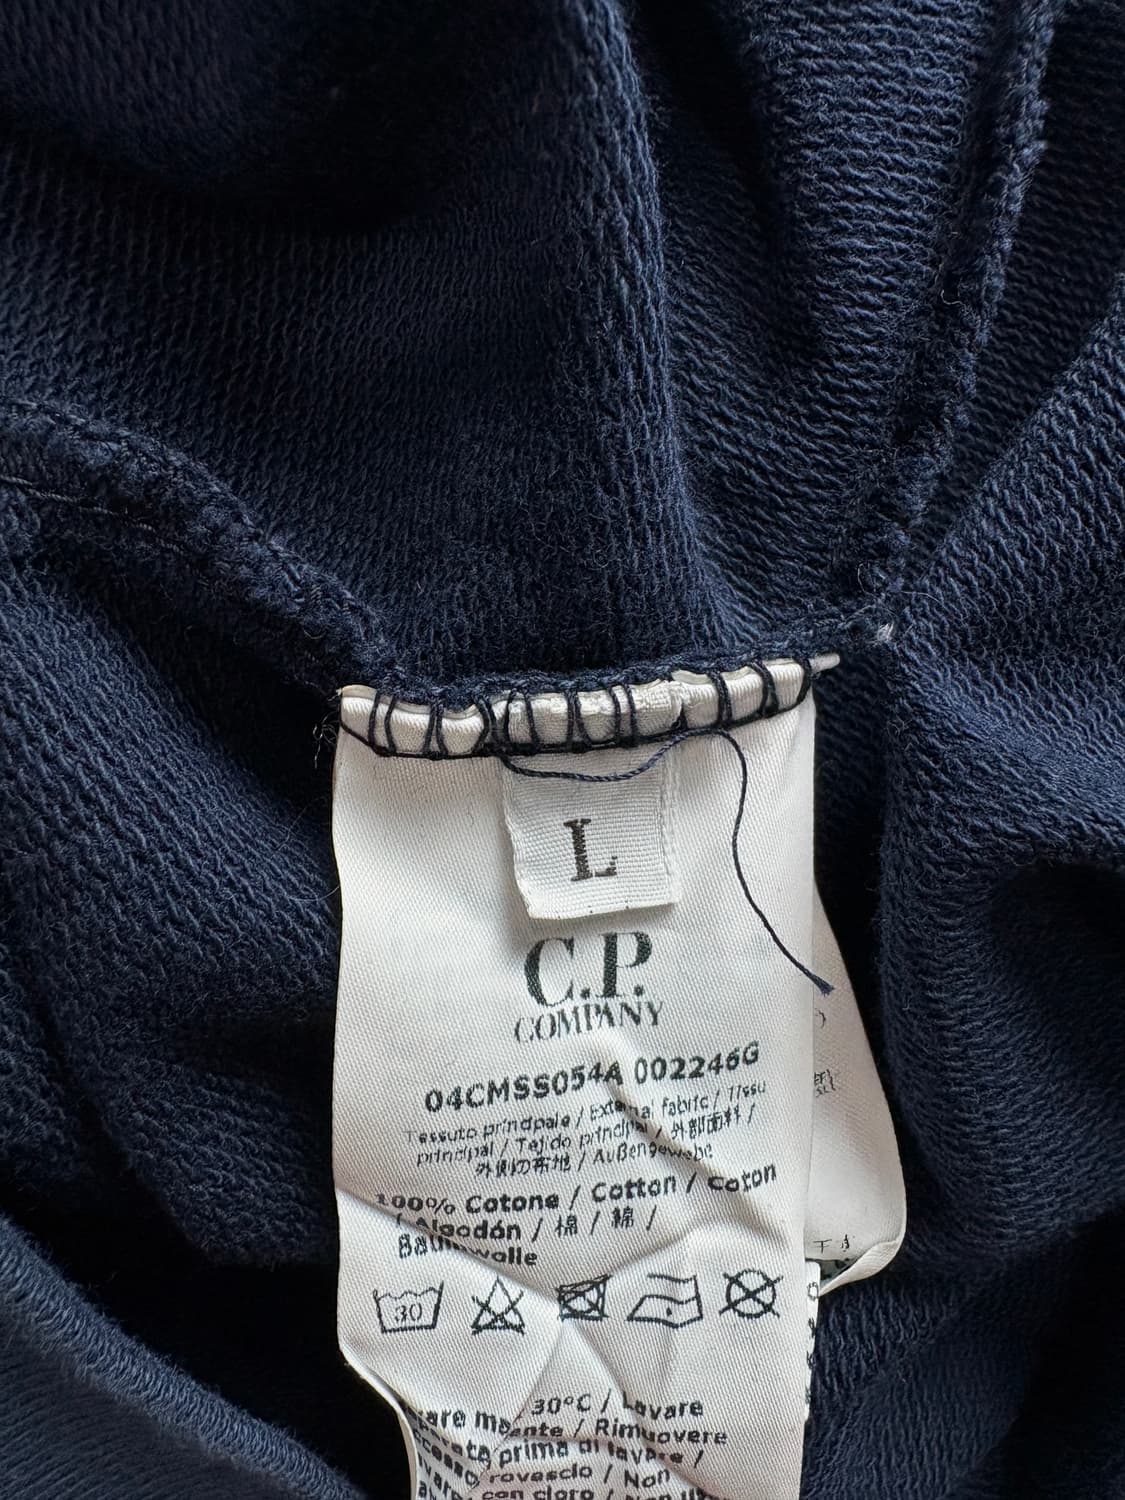 L
C.P.
COMPANY
04CMSS054A 002246G
Tessuto principale / External fabric / Tissu
principal / Tejido principal / 外部面料 /
外側の布地 / Außengewebe
100% Cotone / Cotton / Coton
/ Algodón / 棉 / 綿 /
Baumwolle
30
30°C / Lavare
prima di lavare /
rovescio / Non
con cloro / Non